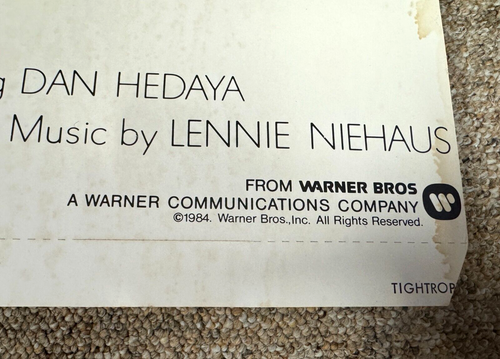 g DAN HEDAYA
Music by LENNIE NIEHAUS
FROM WARNER BROS
A WARNER COMMUNICATIONS COMPANY
©1984. Warner Bros.,Inc. All Rights Reserved.
TIGHTROP